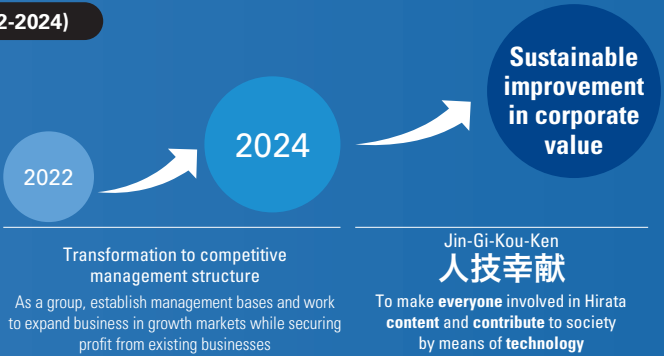 2-2024)
Sustainable
improvement
in corporate
value
2024
2022
Transformation to competitive
management structure
As a group, establish management bases and work
to expand business in growth markets while securing
profit from existing businesses
Jin-Gi-Kou-Ken
人技幸献
To make everyone involved in Hirata
content and contribute to society
by means of technology